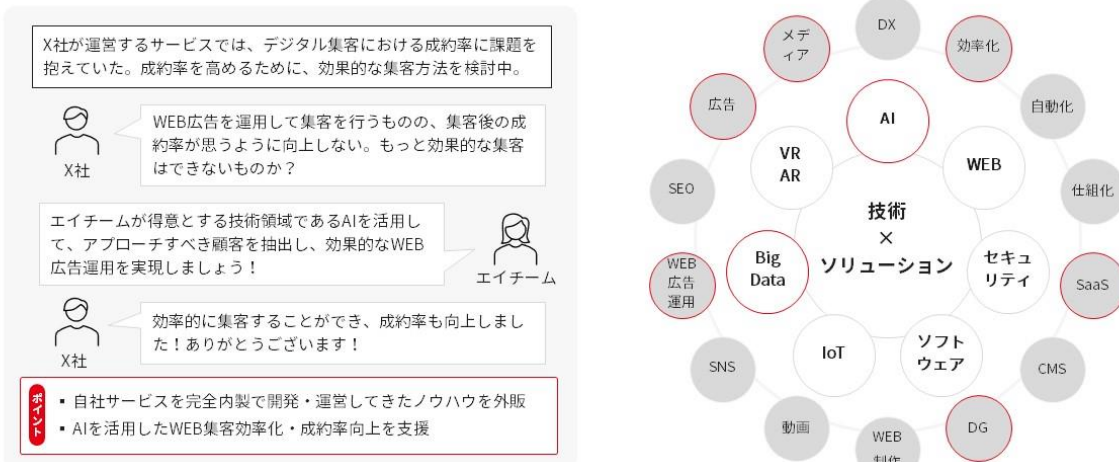 X社が運営するサービスでは、デジタル集客における成約率に課題を
抱えていた。成約率を高めるために、効果的な集客方法を検討中。
WEB広告を運用して集客を行うものの、集客後の成
約率が思うように向上しない。もっと効果的な集客
はできないものか？
X社
エイチームが得意とする技術領域であるAIを活用し
て、アプローチすべき顧客を抽出し、効果的なWEB
広告運用を実現しましょう！
エイチーム
効率的に集客することができ、成約率も向上しまし
た！ありがとうございます！
X社
ポイント
▪ 自社サービスを完全内製で開発・運営してきたノウハウを外販
▪ AIを活用したWEB集客効率化・成約率向上を支援
DX
メデ
ィア
効率化
広告
自動化
SEO
仕組化
WEB
広告
運用
SaaS
SNS
CMS
動画
WEB
制作
DG
AI
VR
AR
WEB
Big
Data
セキュ
リティ
IoT
ソフト
ウェア
技術
×
ソリューション